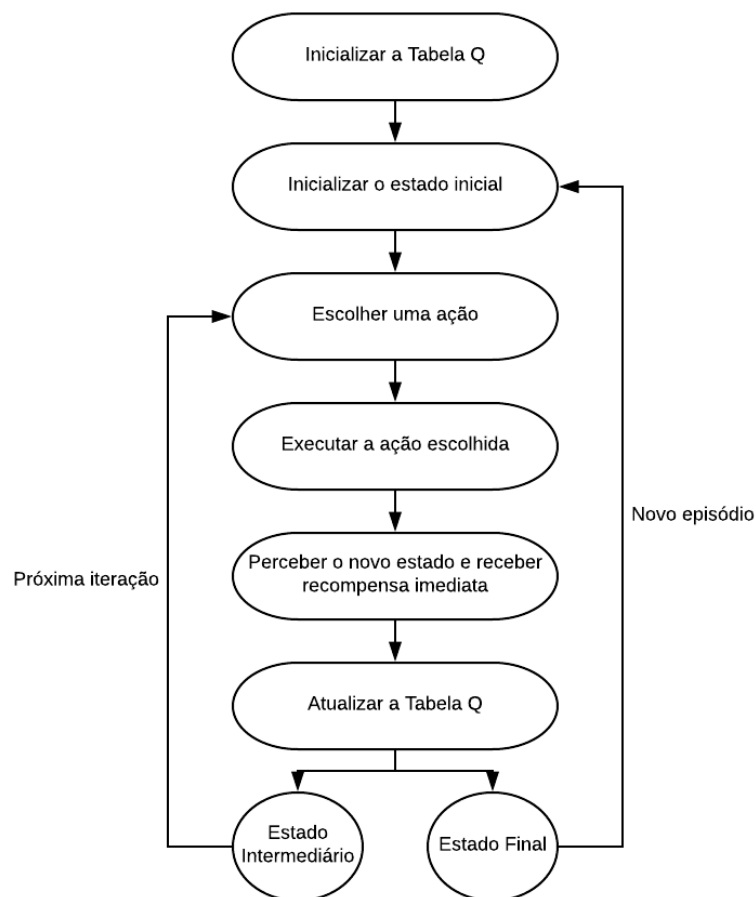 Inicializar a Tabela Q
Inicializar o estado inicial
Escolher uma ação
Executar a ação escolhida
Novo episódio
Perceber o novo estado e receber
recompensa imediata
Próxima iteração
Atualizar a Tabela Q
Estado
Intermediário
Estado Final